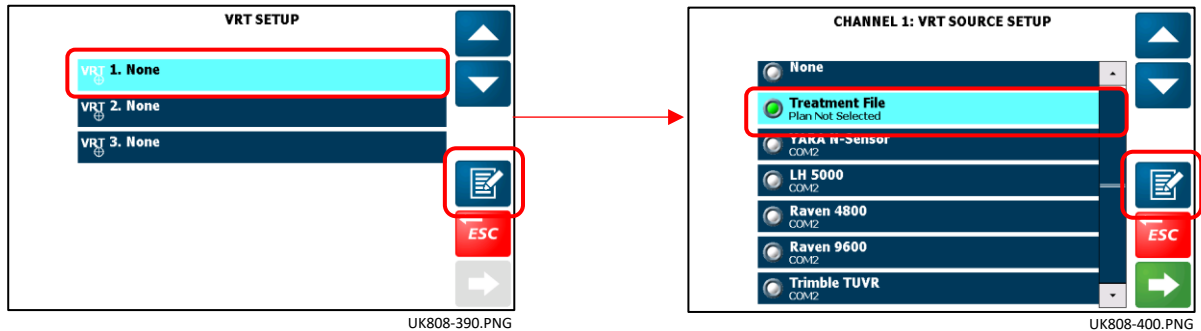 VRT SETUP
VRT 1. None
VRT 2. None
VRT 3. None
ESC
UK808-390.PNG
CHANNEL 1: VRT SOURCE SETUP
None
Treatment File
Plan Not Selected
YARA N-Sensor
COM2
LH 5000
COM2
Raven 4800
COM2
Raven 9600
COM2
Trimble TUVR
COM2
ESC
UK808-400.PNG